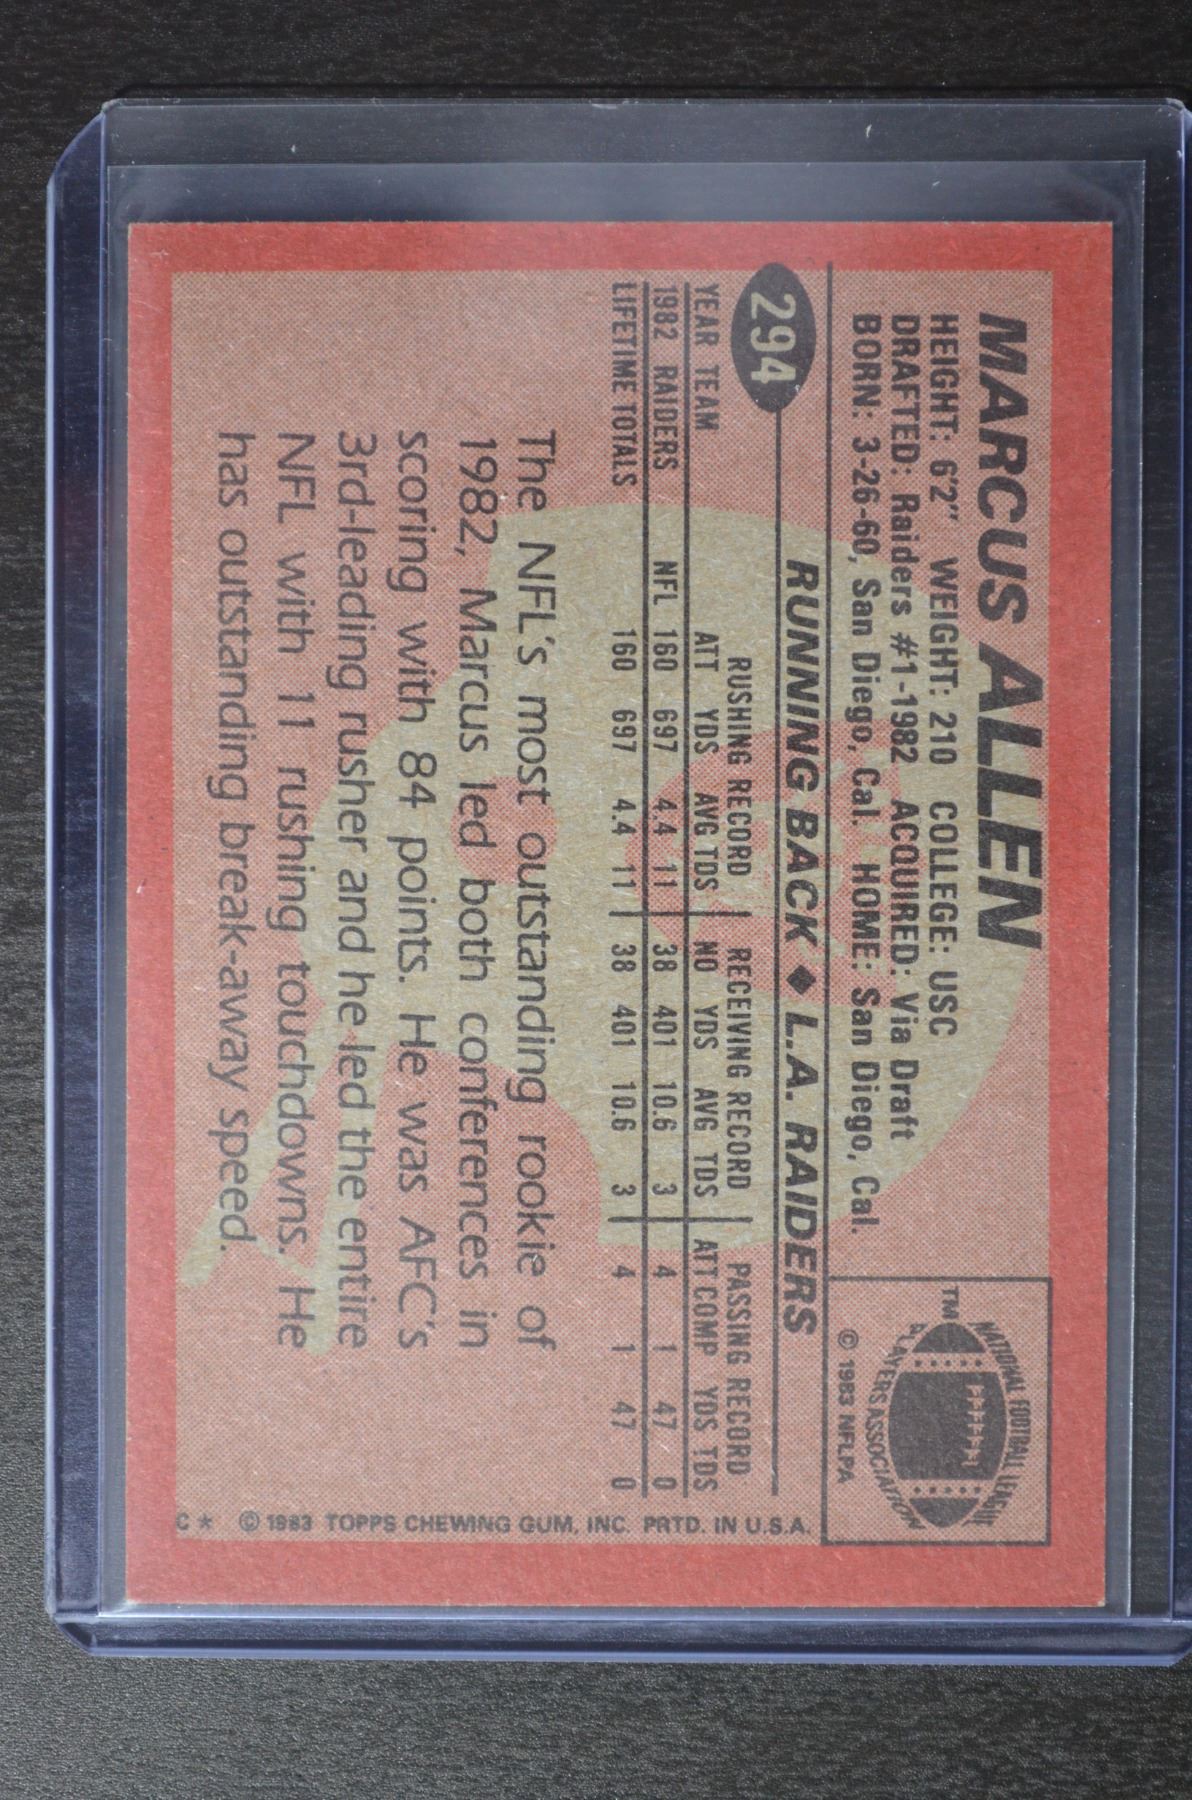 MARCUS ALLEN
HEIGHT: 6'2" WEIGHT: 210 COLLEGE: USC
DRAFTED: Raiders #1-1982 ACQUIRED: Via Draft
BORN: 3-26-60, San Diego, Cal. HOME: San Diego, Cal.
TM
NATIONAL FOOTBALL LEAGUE
PLAYERS ASSOCIATION
© 1983 NFLPA
294
RUNNING BACK ◆ L.A. RAIDERS
RUSHING RECORD RECEIVING RECORD PASSING RECORD
YEAR TEAM ATT YDS AVG TDS NO YDS AVG TDS ATT COMP YDS TDS
1982 RAIDERS NFL 160 697 4.4 11 38 401 10.6 3 4 1 47 0
LIFETIME TOTALS 160 697 4.4 11 38 401 10.6 3 4 1 47 0
The NFL's most outstanding rookie of
1982, Marcus led both conferences in
scoring with 84 points. He was AFC's
3rd-leading rusher and he led the entire
NFL with 11 rushing touchdowns. He
has outstanding break-away speed.
C * © 1983 TOPPS CHEWING GUM, INC. PRTD. IN U.S.A.